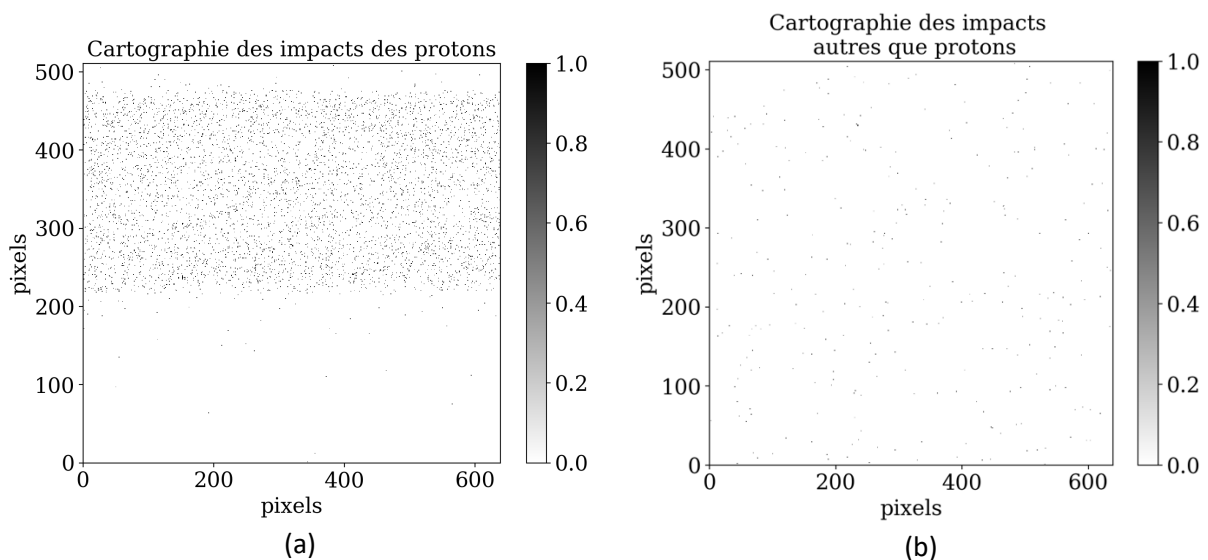 Cartographie des impacts des protons
500
400
300
200
100
0
pixels
0 200 400 600
pixels
1.0
0.8
0.6
0.4
0.2
0.0
(a)
Cartographie des impacts
autres que protons
500
400
300
200
100
0
pixels
0 200 400 600
pixels
1.0
0.8
0.6
0.4
0.2
0.0
(b)